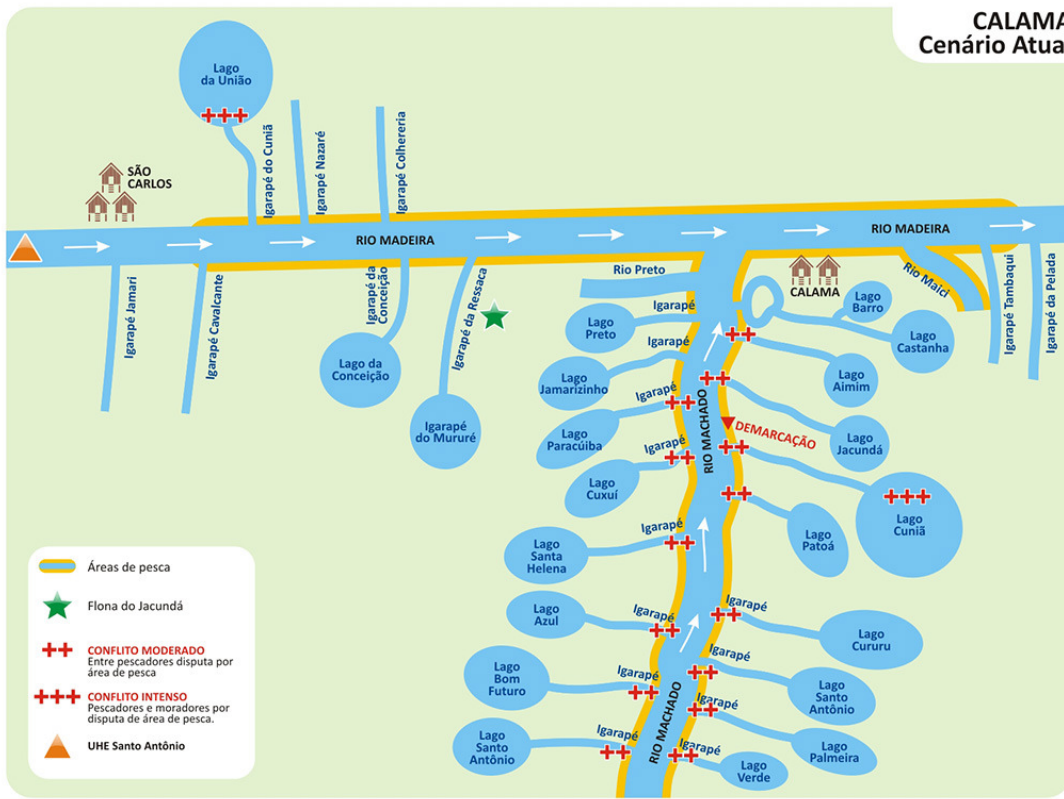 CALAMA
Cenário Atua
Lago
da União
Igarapé do Cuniã
Igarapé Nazaré
Igarapé Colhereria
SÃO
CARLOS
RIO MADEIRA
RIO MADEIRA
Igarapé Jamari
Igarapé Cavalcante
Igarapé da
Conceição
Igarapé da Ressaca
Lago da
Conceição
Igarapé
do Mururé
Rio Preto
CALAMA
Rio Maici
Igarapé Tambaqui
Igarapé da Pelada
Igarapé
Lago
Preto
Lago
Barro
Lago
Castanha
Igarapé
Lago
Jamarizinho
Lago
Aimim
Igarapé
Lago
Paracúiba
RIO MACHADO
DEMARCAÇÃO
Lago
Jacundá
Igarapé
Lago
Cuxuí
Lago
Cuniã
Lago
Patoá
Igarapé
Lago
Santa
Helena
Igarapé
Lago
Azul
Igarapé
Lago
Cururu
Igarapé
Lago
Bom
Futuro
Igarapé
Lago
Santo
Antônio
Igarapé
Lago
Santo
Antônio
RIO MACHADO
Igarapé
Lago
Palmeira
Igarapé
Lago
Verde
Áreas de pesca
Flona do Jacundá
CONFLITO MODERADO
Entre pescadores disputa por
área de pesca
CONFLITO INTENSO
Pescadores e moradores por
disputa de área de pesca.
UHE Santo Antônio